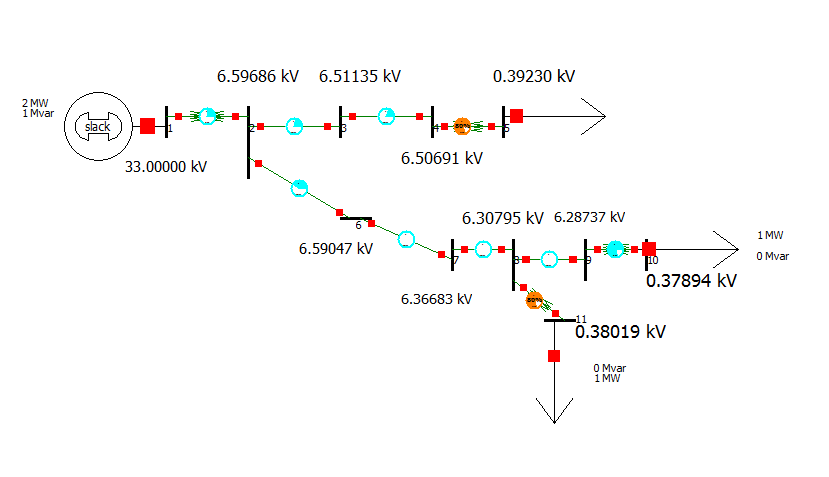 6.59686 kV
6.51135 kV
0.39230 kV
2 MW
1 Mvar
slack
1
2
3
4
80%
5
33.00000 kV
6.50691 kV
6
6.59047 kV
6.30795 kV
6.28737 kV
1 MW
0 Mvar
7
8
9
10
0.37894 kV
6.36683 kV
80%
11
0.38019 kV
0 Mvar
1 MW